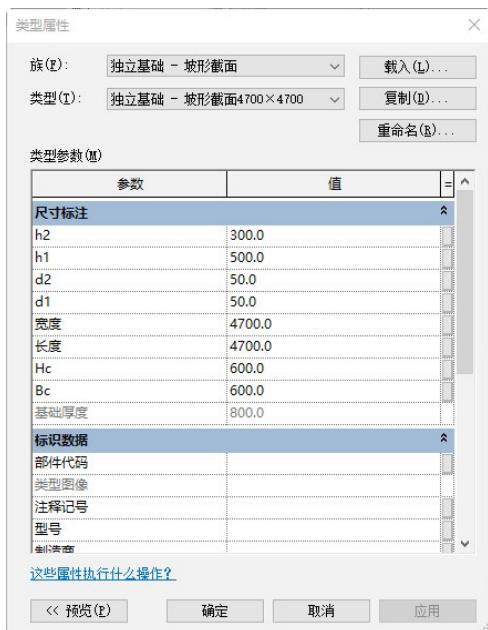 类型属性
族(F):
独立基础 - 坡形截面
载入(L)...
类型(T):
独立基础 - 坡形截面4700×4700
复制(D)...
重命名(R)...
类型参数(M)
参数 值 =
尺寸标注
h2 300.0
h1 500.0
d2 50.0
d1 50.0
宽度 4700.0
长度 4700.0
Hc 600.0
Bc 600.0
基础厚度 800.0
标识数据
部件代码
类型图像
注释记号
型号
制造商
这些属性执行什么操作?
<< 预览(P) 确定 取消 应用